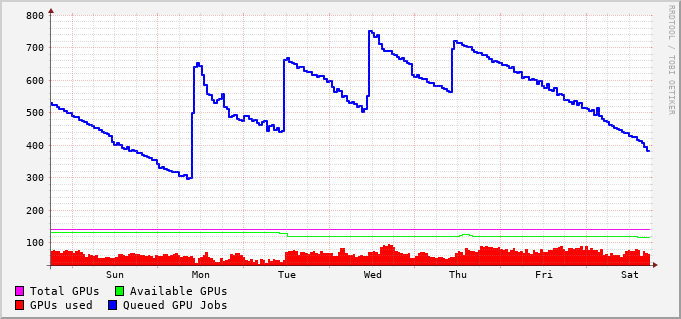 800
700
600
500
400
300
200
100
Sun Mon Tue Wed Thu Fri Sat
Total GPUs Available GPUs
GPUs used Queued GPU Jobs
RRDTOOL / TOBI OETIKER